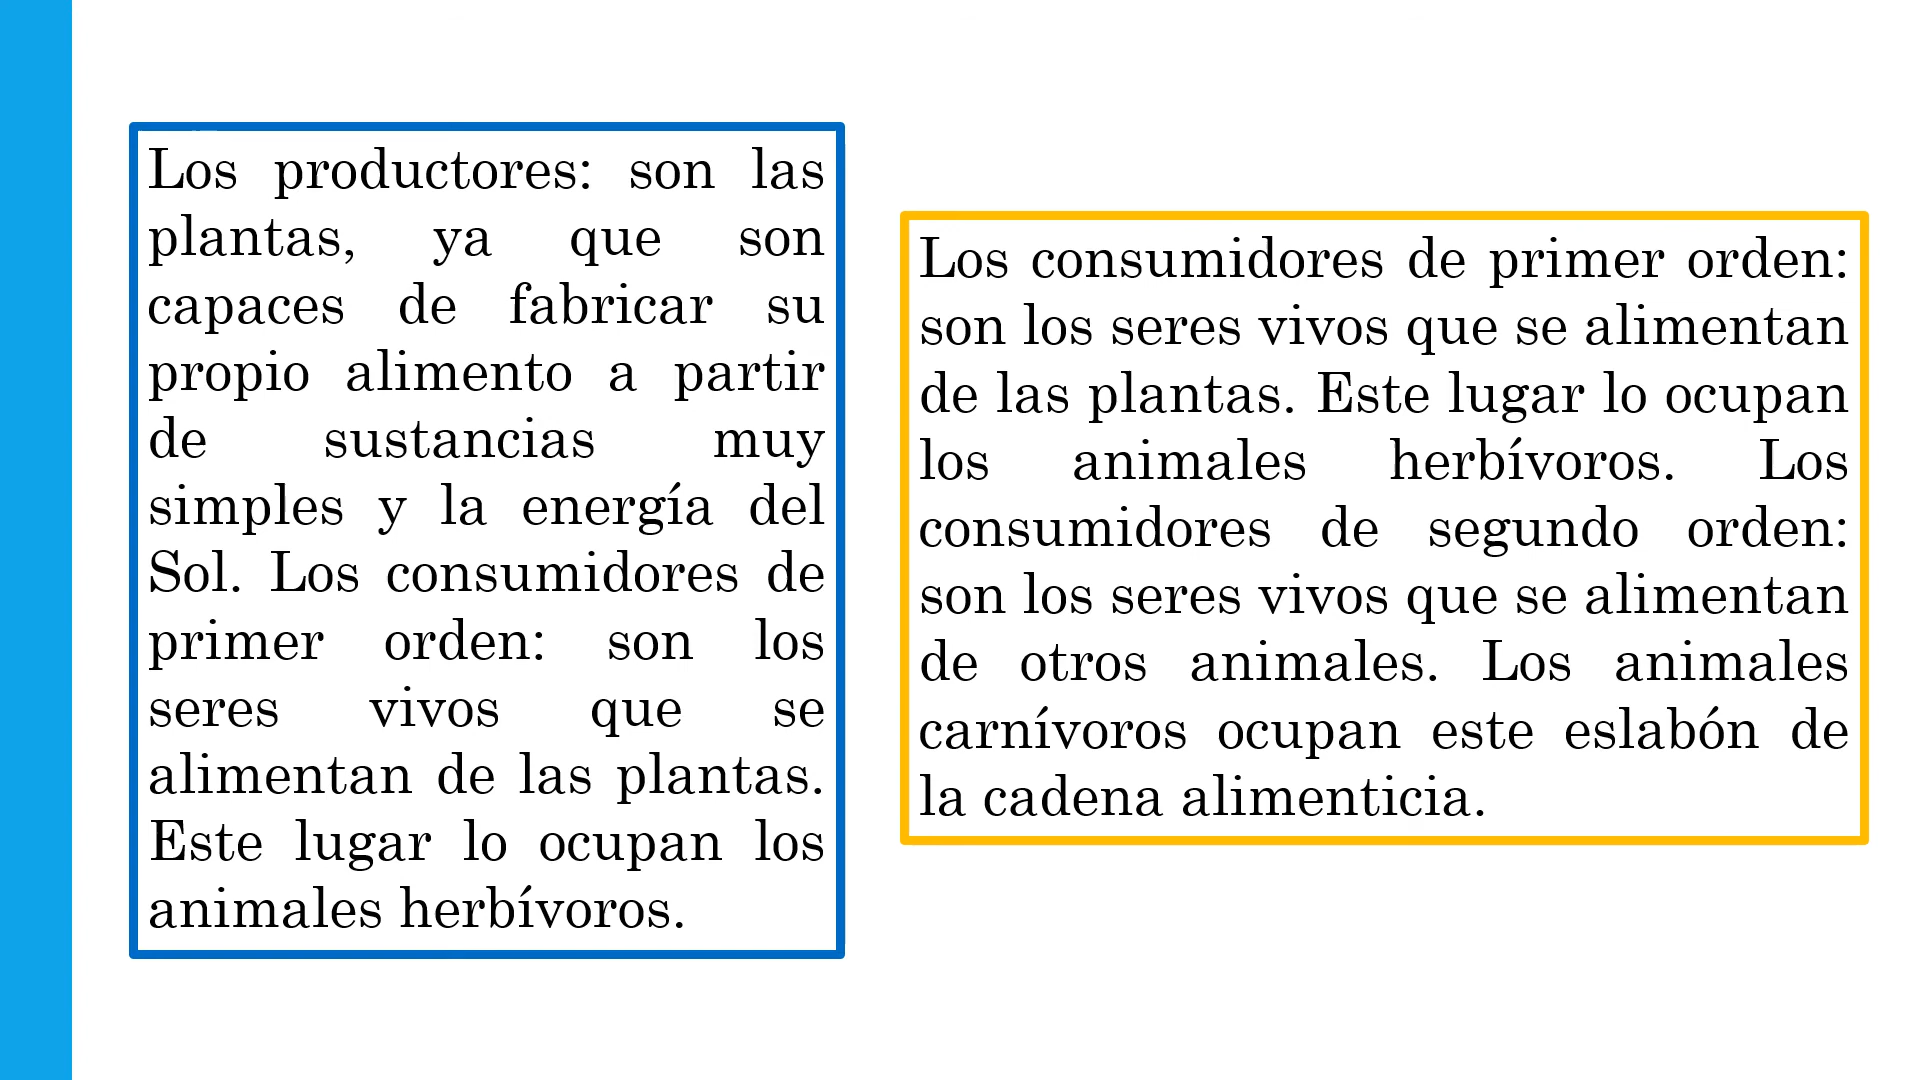 Los productores: son las
plantas, ya que son
capaces de fabricar su
propio alimento a partir
de sustancias muy
simples y la energía del
Sol. Los consumidores de
primer orden: son los
seres vivos que se
alimentan de las plantas.
Este lugar lo ocupan los
animales herbívoros.
Los consumidores de primer orden:
son los seres vivos que se alimentan
de las plantas. Este lugar lo ocupan
los animales herbívoros. Los
consumidores de segundo orden:
son los seres vivos que se alimentan
de otros animales. Los animales
carnívoros ocupan este eslabón de
la cadena alimenticia.